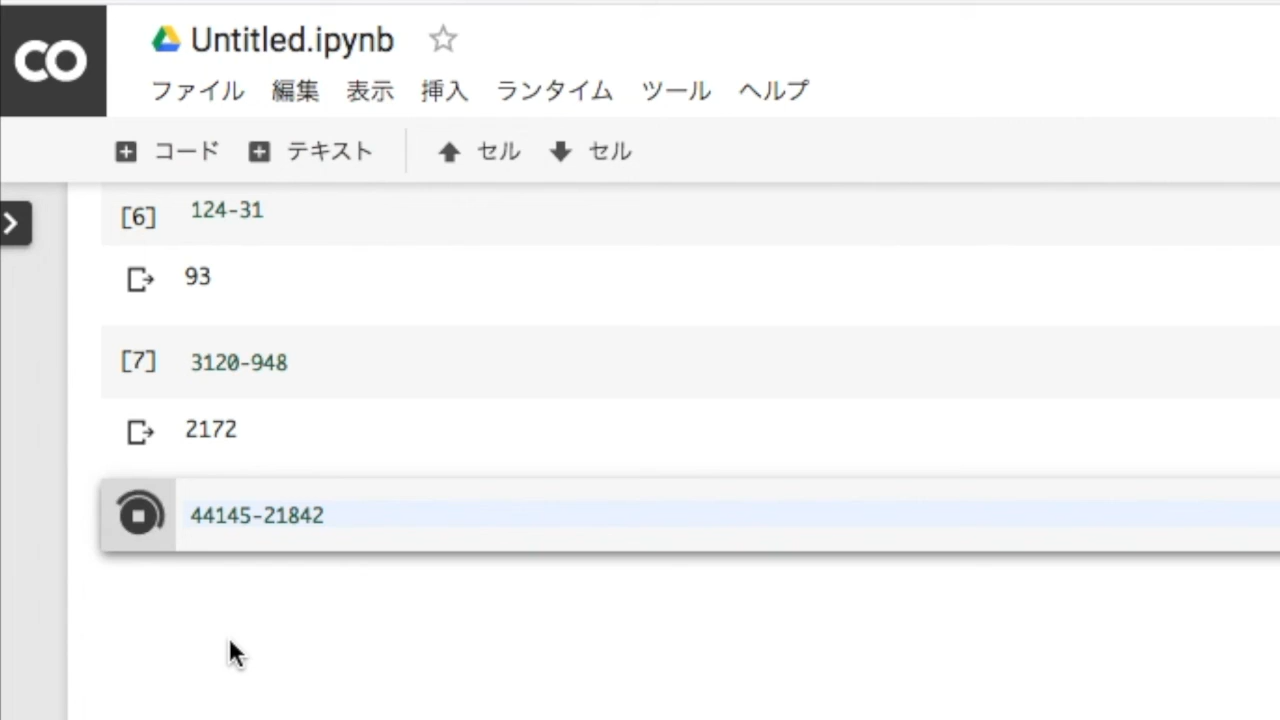 CO
Untitled.ipynb
ファイル 編集 表示 挿入 ランタイム ツール ヘルプ
コード テキスト セル セル
[6] 124-31
93
[7] 3120-948
2172
44145-21842